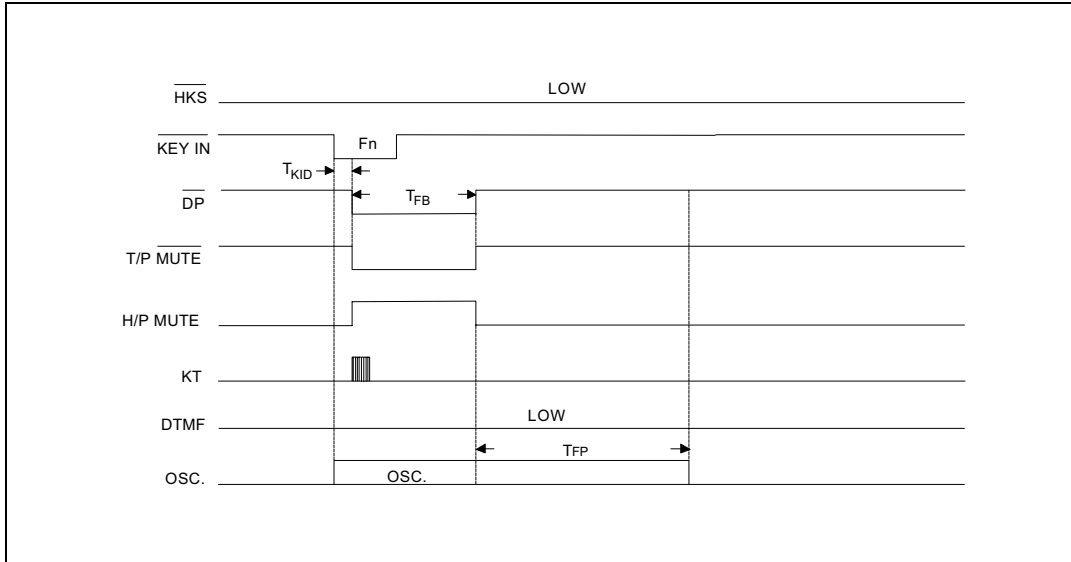 HKS LOW
KEY IN Fn
TKID
DP TFB
T/P MUTE
H/P MUTE
KT
DTMF LOW
TFP
OSC. OSC.